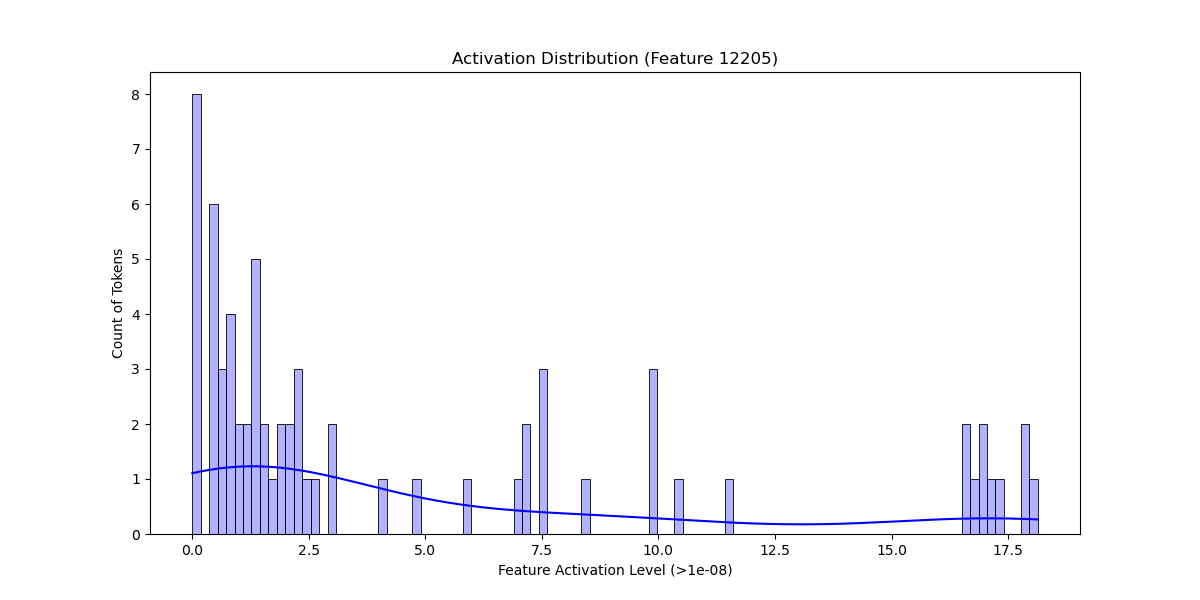 Activation Distribution (Feature 12205)
8
7
6
5
4
3
2
1
0
Count of Tokens
0.0 2.5 5.0 7.5 10.0 12.5 15.0 17.5
Feature Activation Level (>1e-08)